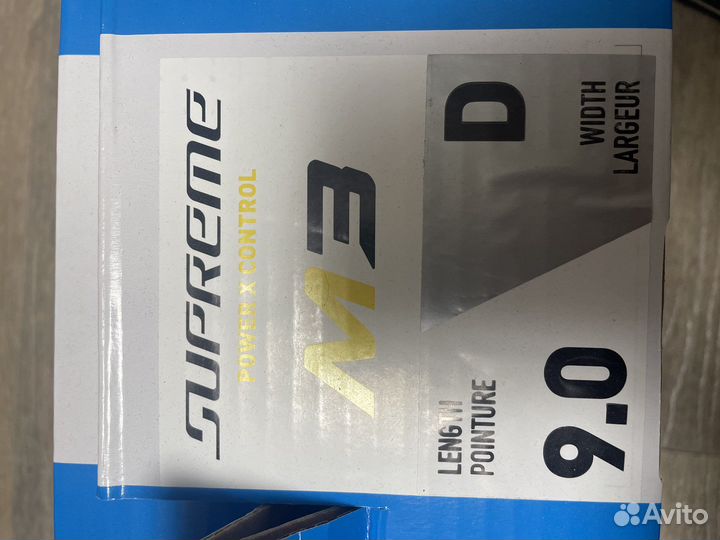 SUPREME
POWER X CONTROL
M3
LENGTH
POINTURE
9.0
D
WIDTH
LARGEUR
Avito